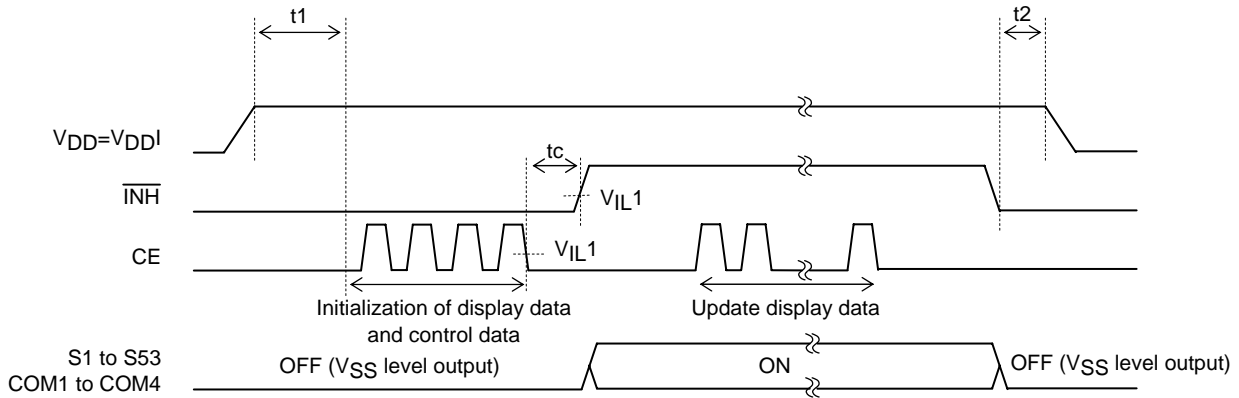 t1
t2
VDD=VDDI
tc
INH
VIL1
CE
VIL1
Initialization of display data
and control data
Update display data
S1 to S53
COM1 to COM4
OFF (VSS level output)
ON
OFF (VSS level output)